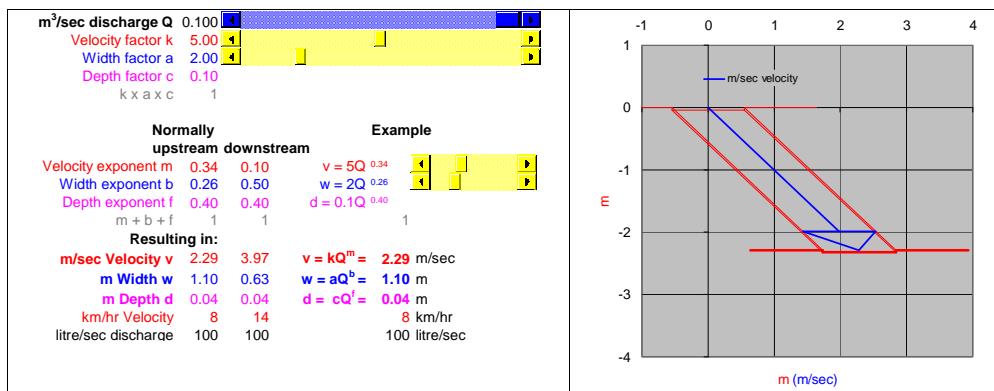 m3/sec discharge Q 0.100
Velocity factor k 5.00
Width factor a 2.00
Depth factor c 0.10
k x a x c 1
Normally Example
upstream downstream
Velocity exponent m 0.34 0.10 v = 5Q 0.34
Width exponent b 0.26 0.50 w = 2Q 0.26
Depth exponent f 0.40 0.40 d = 0.1Q 0.40
m + b + f 1 1 1
Resulting in:
m/sec Velocity v 2.29 3.97 v = kQm = 2.29 m/sec
m Width w 1.10 0.63 w = aQb = 1.10 m
m Depth d 0.04 0.04 d = cQf = 0.04 m
km/hr Velocity 8 14 8 km/hr
litre/sec discharge 100 100 100 litre/sec
-1 0 1 2 3 4
1
m/sec velocity
0
-1
m
-2
-3
-4
m (m/sec)